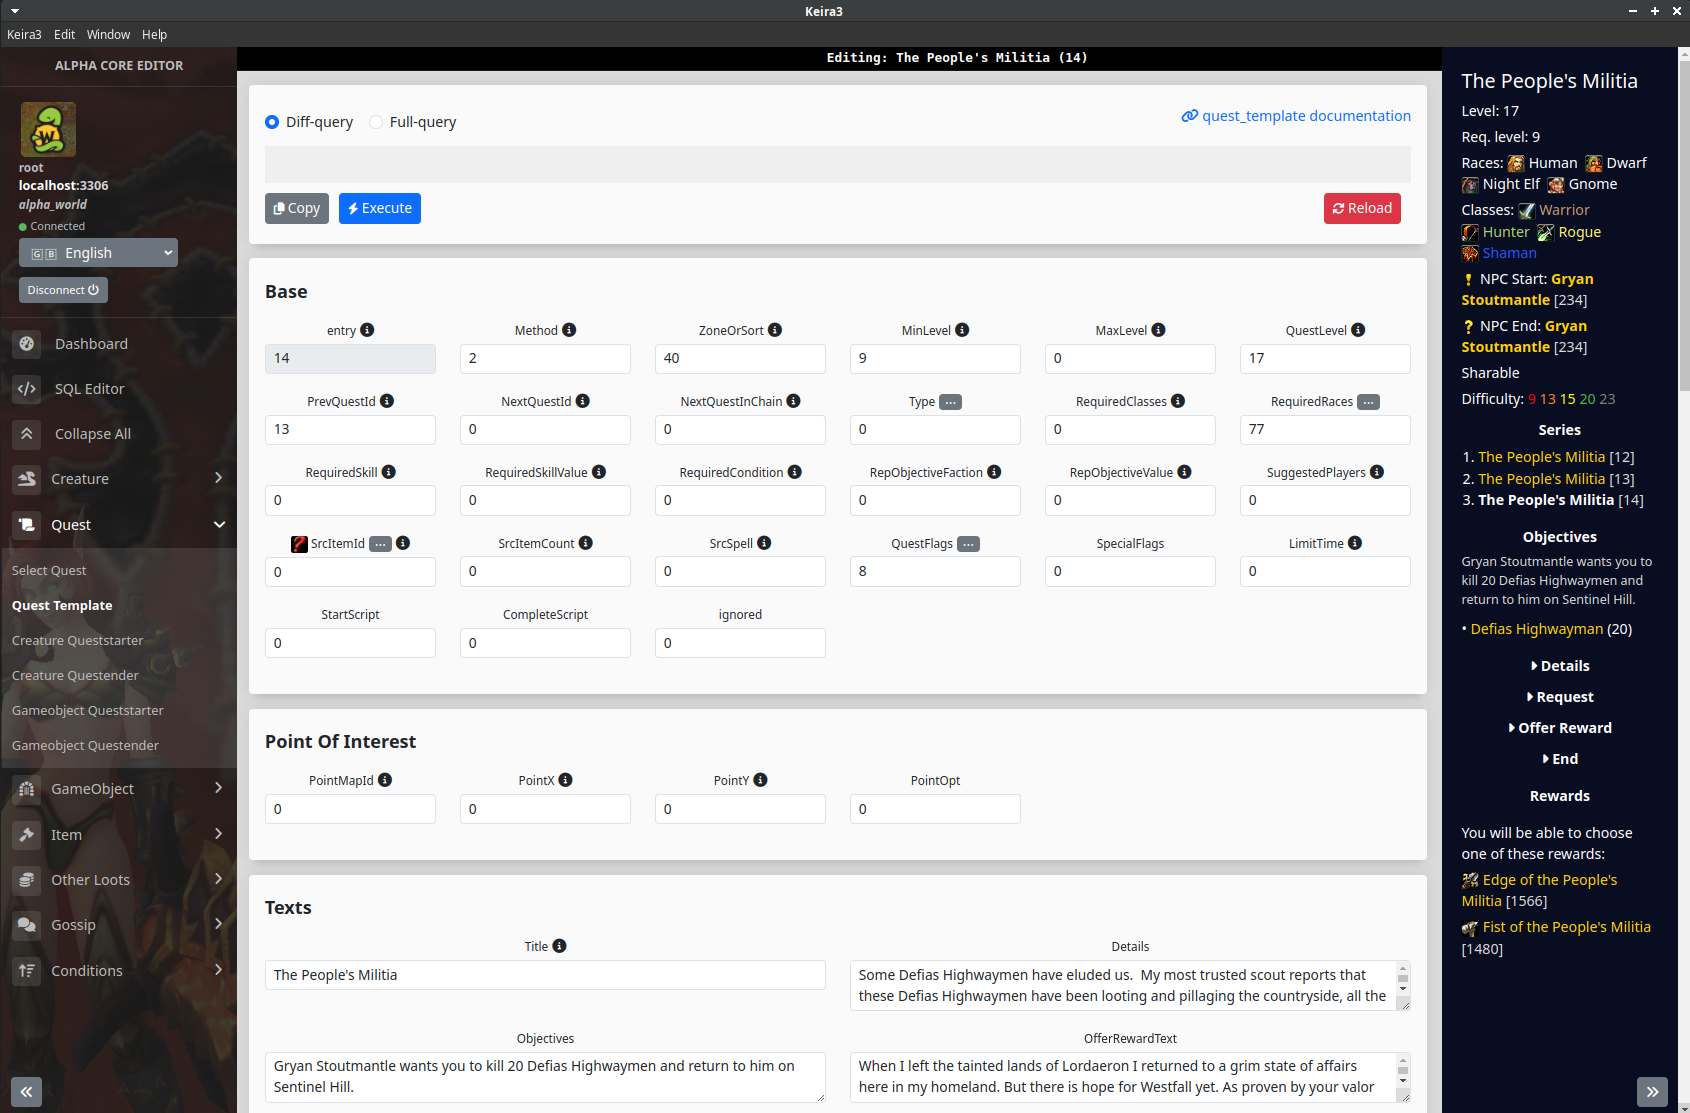 Keira3
Keira3 Edit Window Help
ALPHA CORE EDITOR
root
localhost:3306
alpha_world
Connected
GB English
Disconnect
Dashboard
SQL Editor
Collapse All
Creature
Quest
Select Quest
Quest Template
Creature Queststarter
Creature Questender
Gameobject Queststarter
Gameobject Questender
GameObject
Item
Other Loots
Gossip
Conditions
Editing: The People's Militia (14)
Diff-query Full-query
quest_template documentation
Copy Execute Reload
Base
entry Method ZoneOrSort MinLevel MaxLevel QuestLevel
14 2 40 9 0 17
PrevQuestId NextQuestId NextQuestInChain Type ... RequiredClasses RequiredRaces ...
13 0 0 0 0 77
RequiredSkill RequiredSkillValue RequiredCondition RepObjectiveFaction RepObjectiveValue SuggestedPlayers
0 0 0 0 0 0
SrcItemId ... SrcItemCount SrcSpell QuestFlags ... SpecialFlags LimitTime
0 0 0 8 0 0
StartScript CompleteScript ignored
0 0 0
Point Of Interest
PointMapId PointX PointY PointOpt
0 0 0 0
Texts
Title Details
The People's Militia
Some Defias Highwaymen have eluded us.  My most trusted scout reports that
these Defias Highwaymen have been looting and pillaging the countryside, all the
Objectives OfferRewardText
Gryan Stoutmantle wants you to kill 20 Defias Highwaymen and return to him on
Sentinel Hill.
When I left the tainted lands of Lordaeron I returned to a grim state of affairs
here in my homeland. But there is hope for Westfall yet. As proven by your valor
The People's Militia
Level: 17
Req. level: 9
Races: Human Dwarf
Night Elf Gnome
Classes: Warrior
Hunter Rogue
Shaman
! NPC Start: Gryan
Stoutmantle [234]
? NPC End: Gryan
Stoutmantle [234]
Sharable
Difficulty: 9 13 15 20 23
Series
1. The People's Militia [12]
2. The People's Militia [13]
3. The People's Militia [14]
Objectives
Gryan Stoutmantle wants you to
kill 20 Defias Highwaymen and
return to him on Sentinel Hill.
• Defias Highwayman (20)
Details
Request
Offer Reward
End
Rewards
You will be able to choose
one of these rewards:
Edge of the People's
Militia [1566]
Fist of the People's Militia
[1480]